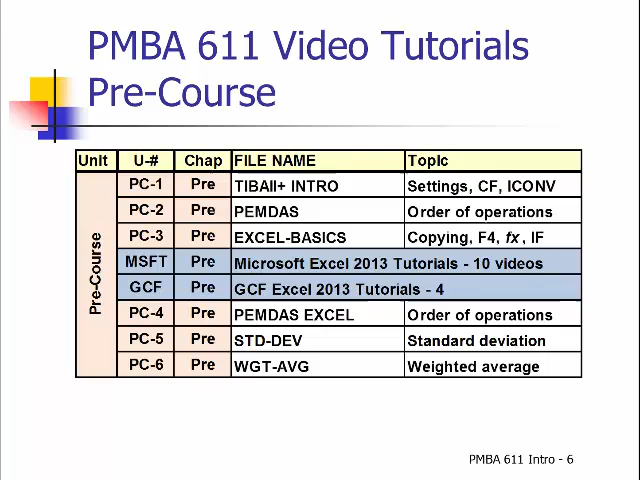 PMBA 611 Video Tutorials
Pre-Course
Unit U-# Chap FILE NAME Topic
Pre-Course
PC-1 Pre TIBAII+ INTRO Settings, CF, ICONV
PC-2 Pre PEMDAS Order of operations
PC-3 Pre EXCEL-BASICS Copying, F4, fx, IF
MSFT Pre Microsoft Excel 2013 Tutorials - 10 videos
GCF Pre GCF Excel 2013 Tutorials - 4
PC-4 Pre PEMDAS EXCEL Order of operations
PC-5 Pre STD-DEV Standard deviation
PC-6 Pre WGT-AVG Weighted average
PMBA 611 Intro - 6